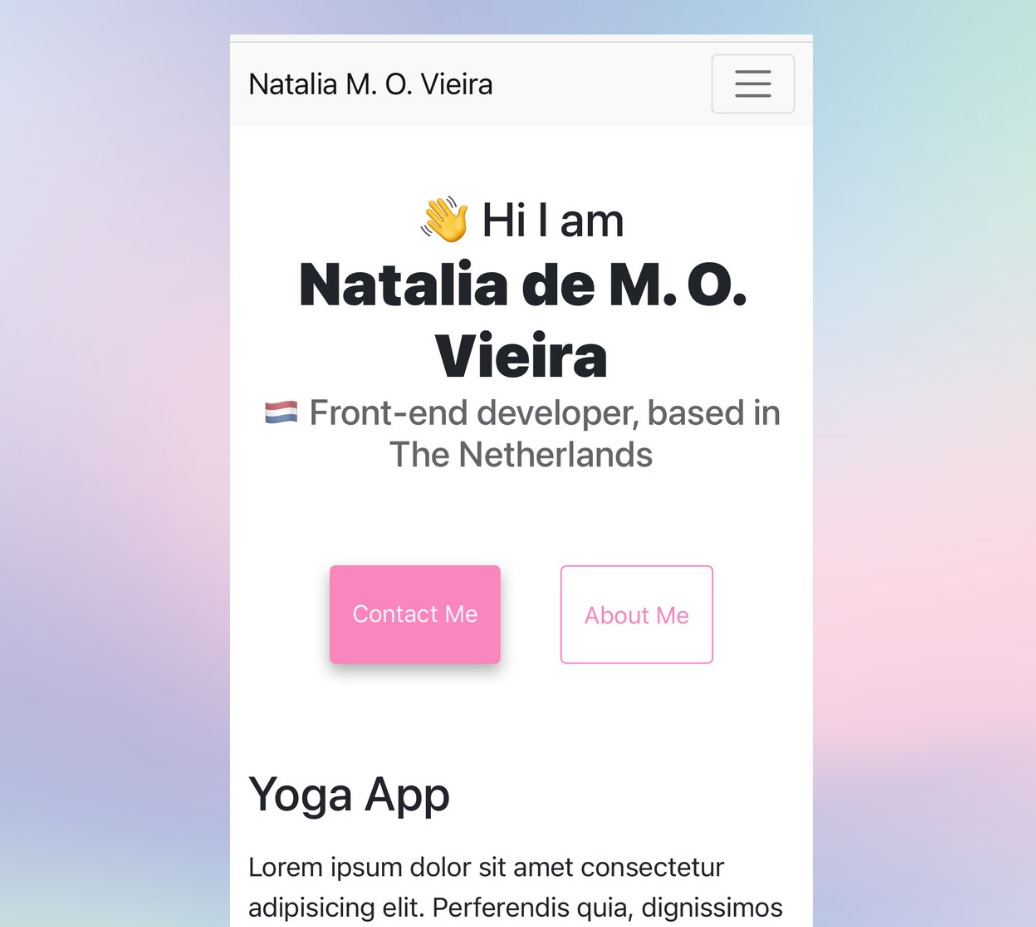 Natalia M. O. Vieira
👋 Hi I am
Natalia de M. O.
Vieira
🇳🇱 Front-end developer, based in
The Netherlands
Contact Me
About Me
Yoga App
Lorem ipsum dolor sit amet consectetur
adipisicing elit. Perferendis quia, dignissimos